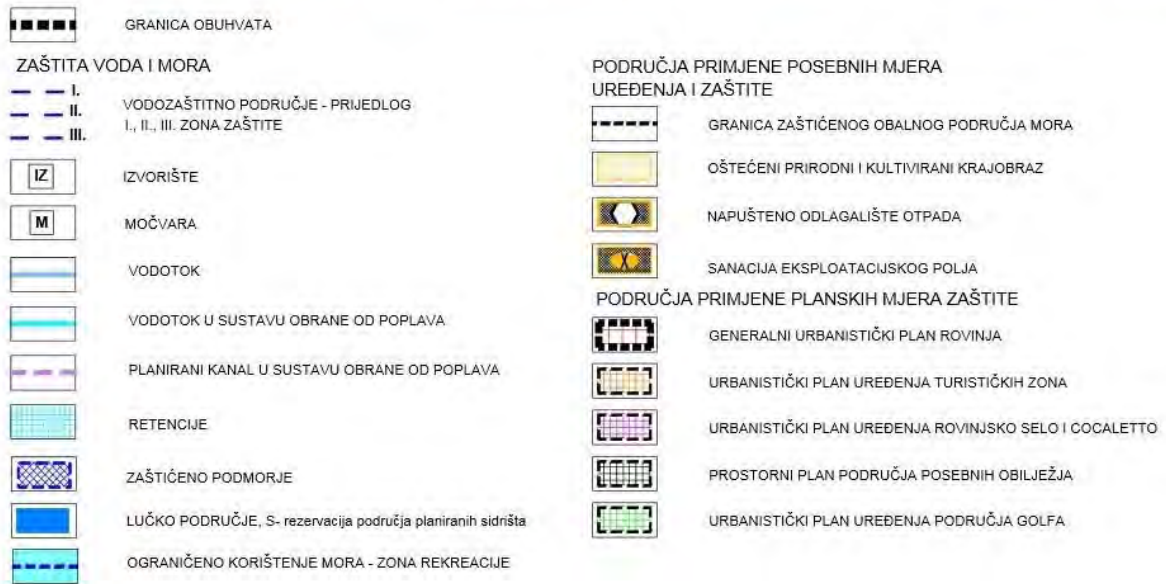 GRANICA OBUHVATA
ZAŠTITA VODA I MORA
I.
II.
III.
VODOZAŠTITNO PODRUČJE - PRIJEDLOG
I., II., III. ZONA ZAŠTITE
IZ
IZVORIŠTE
M
MOČVARA
VODOTOK
VODOTOK U SUSTAVU OBRANE OD POPLAVA
PLANIRANI KANAL U SUSTAVU OBRANE OD POPLAVA
RETENCIJE
ZAŠTIĆENO PODMORJE
LUČKO PODRUČJE, S- rezervacija područja planiranih sidrišta
OGRANIČENO KORIŠTENJE MORA - ZONA REKREACIJE
PODRUČJA PRIMJENE POSEBNIH MJERA
UREĐENJA I ZAŠTITE
GRANICA ZAŠTIĆENOG OBALNOG PODRUČJA MORA
OŠTEĆENI PRIRODNI I KULTIVIRANI KRAJOBRAZ
NAPUŠTENO ODLAGALIŠTE OTPADA
SANACIJA EKSPLOATACIJSKOG POLJA
PODRUČJA PRIMJENE PLANSKIH MJERA ZAŠTITE
GENERALNI URBANISTIČKI PLAN ROVINJA
URBANISTIČKI PLAN UREĐENJA TURISTIČKIH ZONA
URBANISTIČKI PLAN UREĐENJA ROVINJSKO SELO I COCALETTO
PROSTORNI PLAN PODRUČJA POSEBNIH OBILJEŽJA
URBANISTIČKI PLAN UREĐENJA PODRUČJA GOLFA